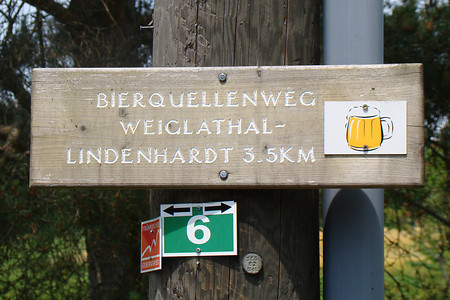 BIERQUELLENWEG
WEIGLATHAL-
LINDENHARDT 3.5KM
6